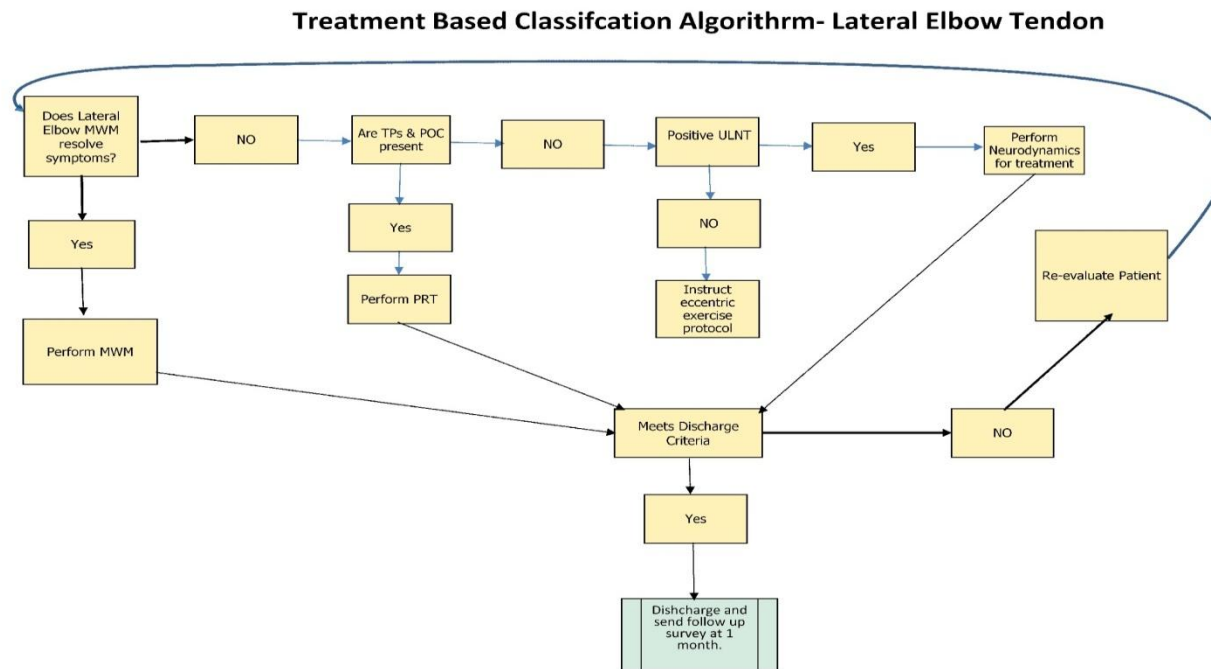 Treatment Based Classifcation Algorithrm- Lateral Elbow Tendon
Does Lateral
Elbow MWM
resolve
symptoms?
NO
Are TPs & POC
present
NO
Positive ULNT
Yes
Perform
Neurodynamics
for treatment
Yes
Yes
NO
Re-evaluate Patient
Perform PRT
Instruct
eccentric
exercise
protocol
Perform MWM
Meets Discharge
Criteria
NO
Yes
Dishcharge and
send follow up
survey at 1
month.